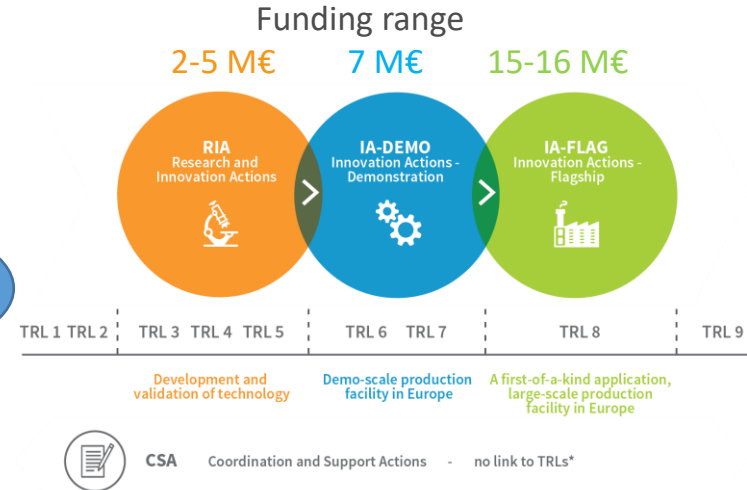 Funding range
2-5 M€ 7 M€ 15-16 M€
RIA
Research and
Innovation Actions
IA-DEMO
Innovation Actions -
Demonstration
IA-FLAG
Innovation Actions -
Flagship
TRL 1 TRL 2 TRL 3 TRL 4 TRL 5 TRL 6 TRL 7 TRL 8 TRL 9
Development and
validation of technology
Demo-scale production
facility in Europe
A first-of-a-kind application,
large-scale production
facility in Europe
CSA Coordination and Support Actions - no link to TRLs*